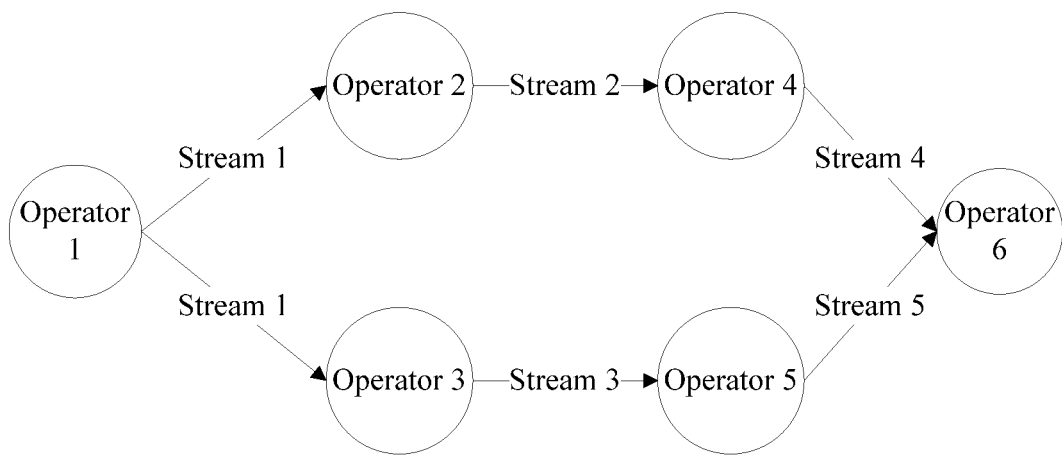 Operator 2
Stream 2
Operator 4
Stream 1
Stream 4
Operator
1
Operator
6
Stream 1
Stream 5
Operator 3
Stream 3
Operator 5